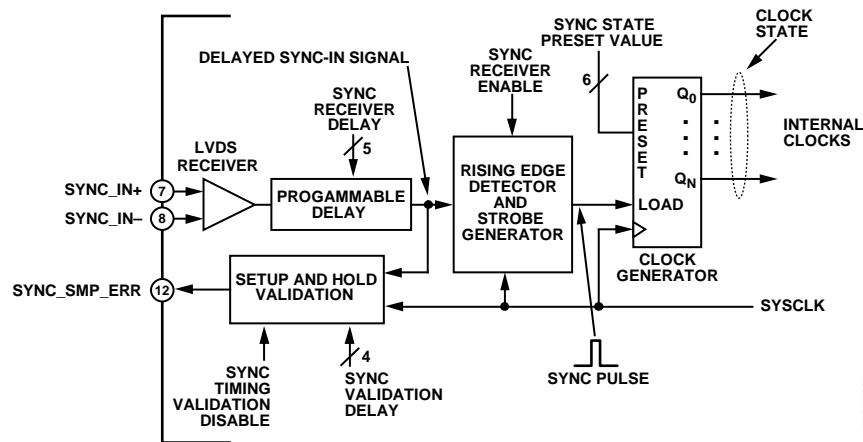 SYNC STATE
PRESET VALUE
CLOCK
STATE
DELAYED SYNC-IN SIGNAL
SYNC
RECEIVER
ENABLE
6
PRESET
Q0
SYNC
RECEIVER
DELAY
INTERNAL
CLOCKS
LVDS
RECEIVER
5
RISING EDGE
DETECTOR
AND
STROBE
GENERATOR
QN
SYNC_IN+
7
PROGAMMABLE
DELAY
LOAD
SYNC_IN–
8
CLOCK
GENERATOR
SETUP AND HOLD
VALIDATION
SYNC_SMP_ERR
12
SYSCLK
4
SYNC
TIMING
VALIDATION
DISABLE
SYNC
VALIDATION
DELAY
SYNC PULSE